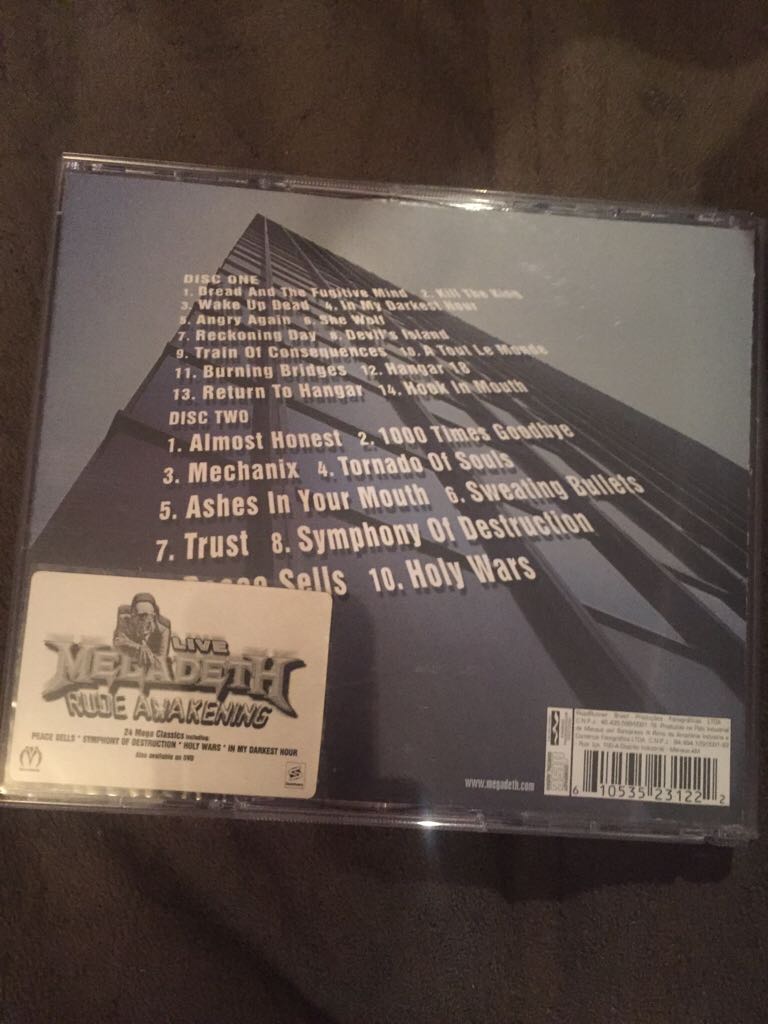 DISC ONE
1. Dread And The Fugitive Mind 2. Kill The King
3. Wake Up Dead 4. In My Darkest Hour
5. Angry Again 6. She Wolf
7. Reckoning Day 8. Devil's Island
9. Train Of Consequences 10. A Tout Le Monde
11. Burning Bridges 12. Hangar 18
13. Return To Hangar 14. Hook In Mouth
DISC TWO
1. Almost Honest 2. 1000 Times Goodbye
3. Mechanix 4. Tornado Of Souls
5. Ashes In Your Mouth 6. Sweating Bullets
7. Trust 8. Symphony Of Destruction
Sells 10. Holy Wars
LIVE
MEGADETH
RUDE AWAKENING
24 Mega Classics including:
PEACE SELLS * SYMPHONY OF DESTRUCTION * HOLY WARS * IN MY DARKEST HOUR
Also available on DVD
www.megadeth.com
6 10535 23122 2